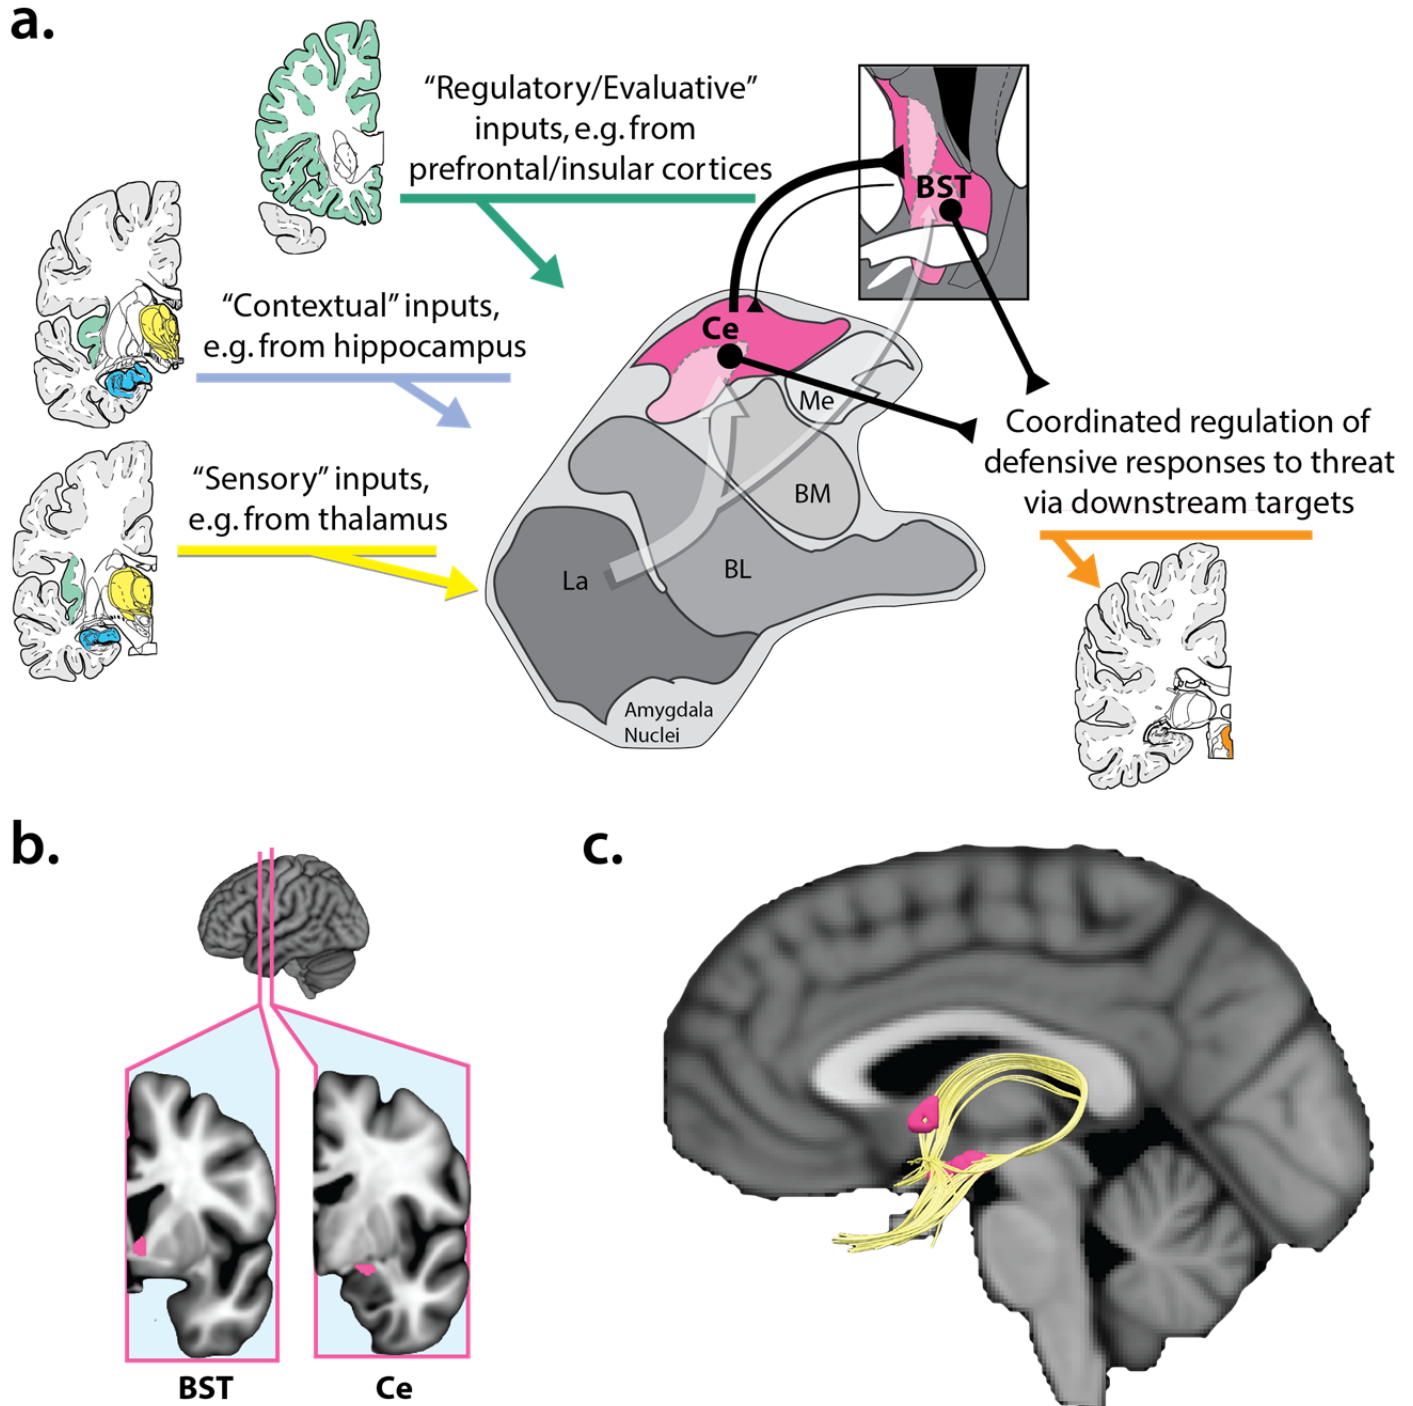 a.
“Regulatory/Evaluative”
inputs, e.g. from
prefrontal/insular cortices
“Contextual” inputs,
e.g. from hippocampus
“Sensory” inputs,
e.g. from thalamus
BST
Ce
Me
BM
BL
La
Amygdala
Nuclei
Coordinated regulation of
defensive responses to threat
via downstream targets
b.
BST
Ce
c.